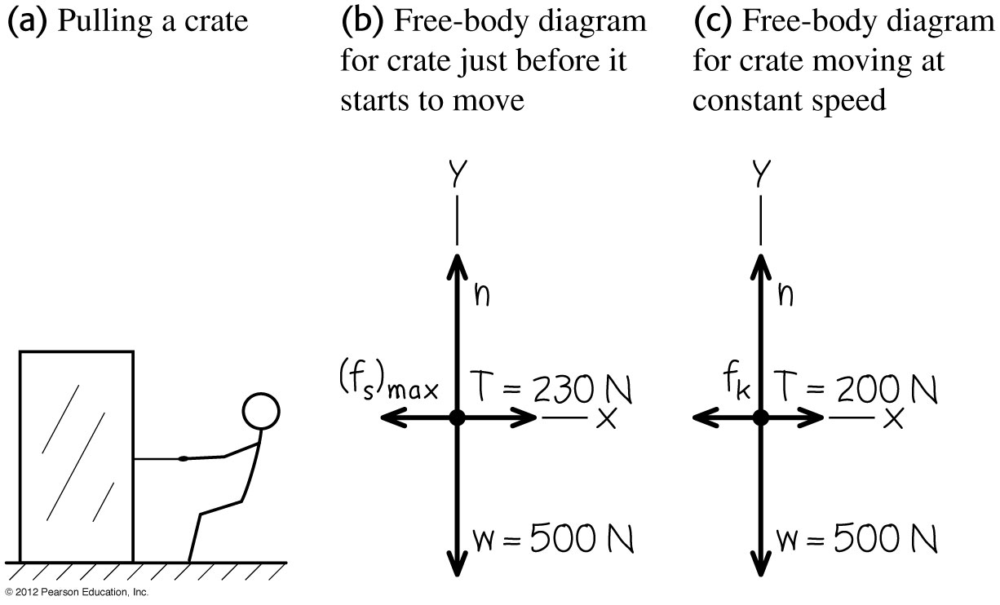 (a) Pulling a crate
(b) Free-body diagram
for crate just before it
starts to move
Y
n
(fs)max
T = 230 N
X
w = 500 N
(c) Free-body diagram
for crate moving at
constant speed
Y
n
fk
T = 200 N
X
w = 500 N
© 2012 Pearson Education, Inc.